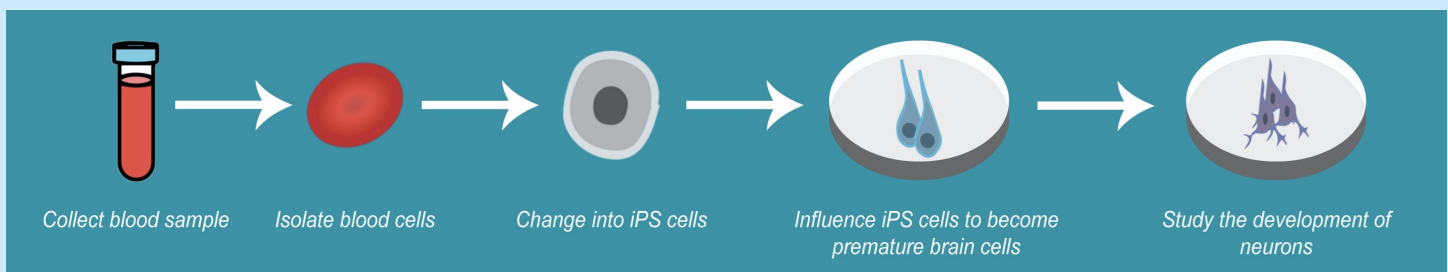 Collect blood sample
Isolate blood cells
Change into iPS cells
Influence iPS cells to become
premature brain cells
Study the development of
neurons